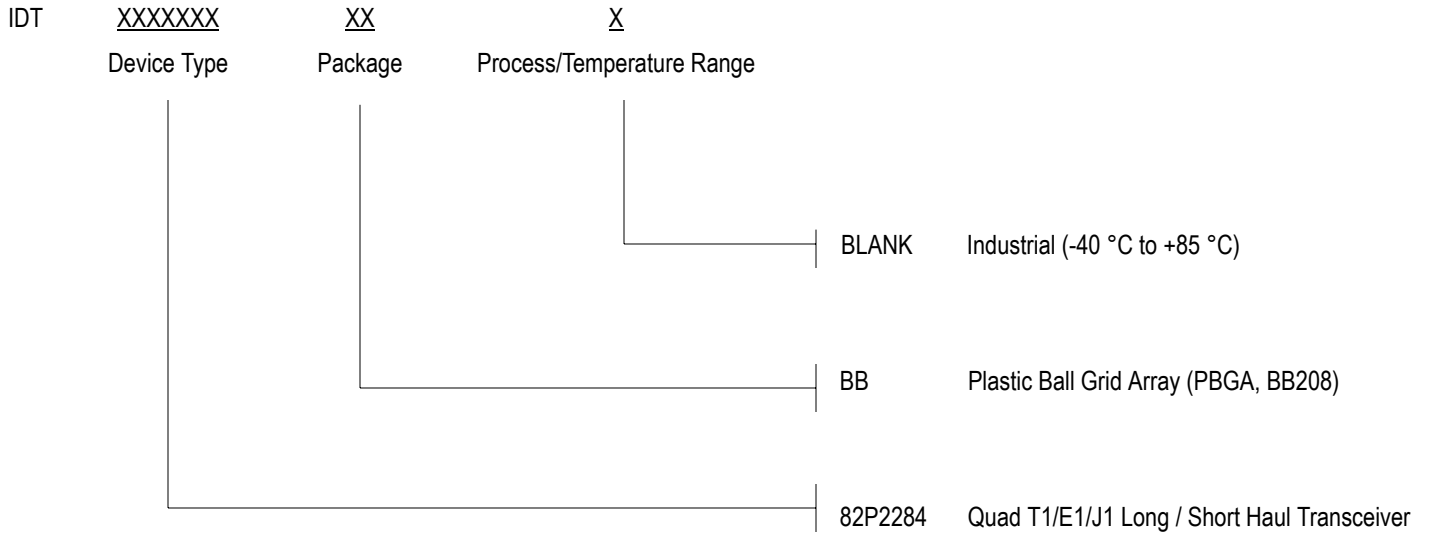 IDT XXXXXXX XX X
Device Type Package Process/Temperature Range
BLANK Industrial (-40 °C to +85 °C)
BB Plastic Ball Grid Array (PBGA, BB208)
82P2284 Quad T1/E1/J1 Long / Short Haul Transceiver